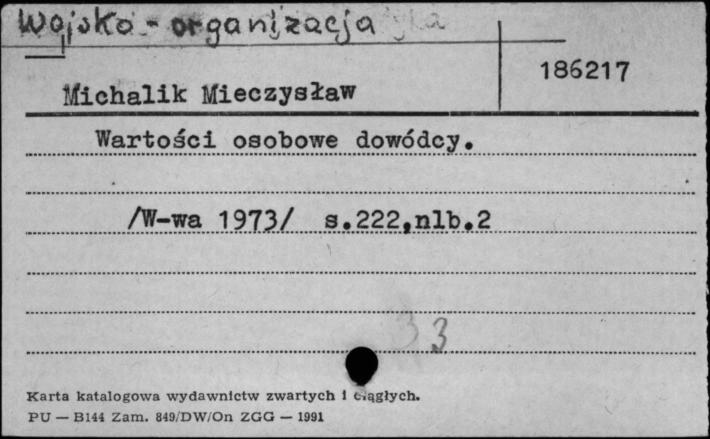 Wojsko - organizacja
186217
Michalik Mieczysław
Wartości osobowe dowódcy.
/W-wa 1973/ s.222,nlb.2
3 3
Karta katalogowa wydawnictw zwartych i ciągłych.
PU — B144 Zam. 849/DW/On ZGG — 1991